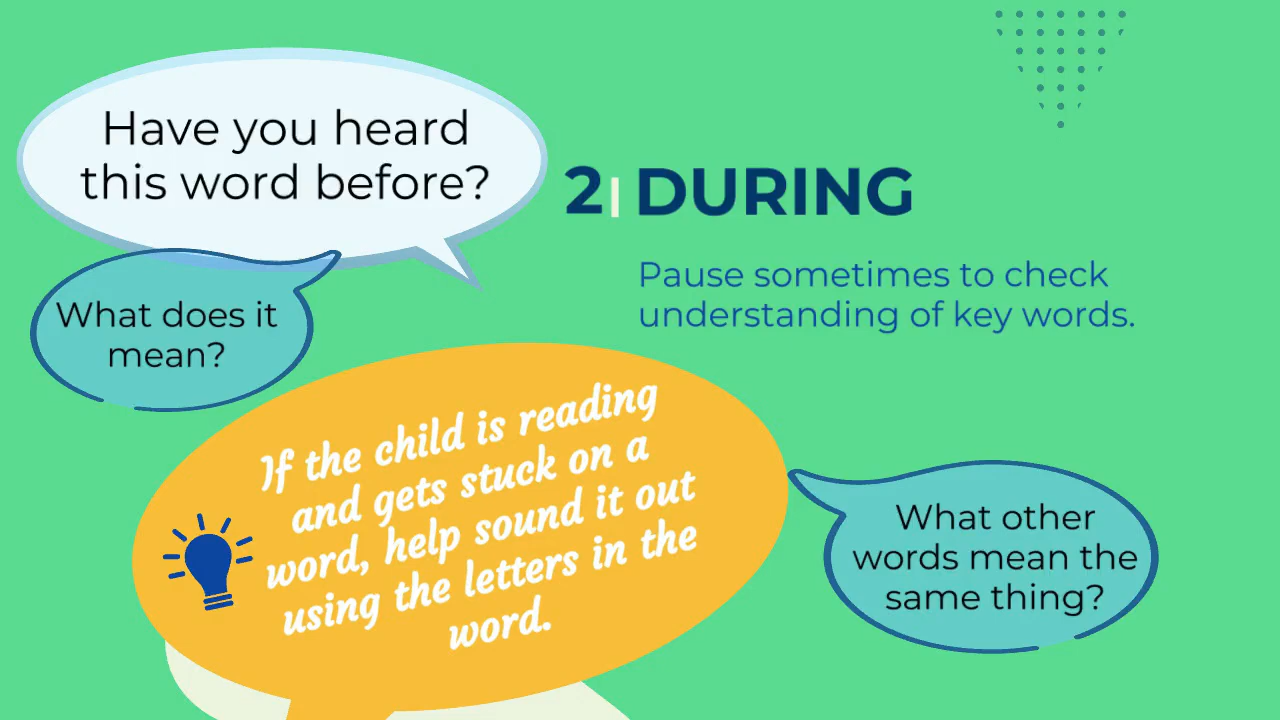 Have you heard
this word before?
2 | DURING
Pause sometimes to check
understanding of key words.
What does it
mean?
If the child is reading
and gets stuck on a
word, help sound it out
using the letters in the
word.
What other
words mean the
same thing?